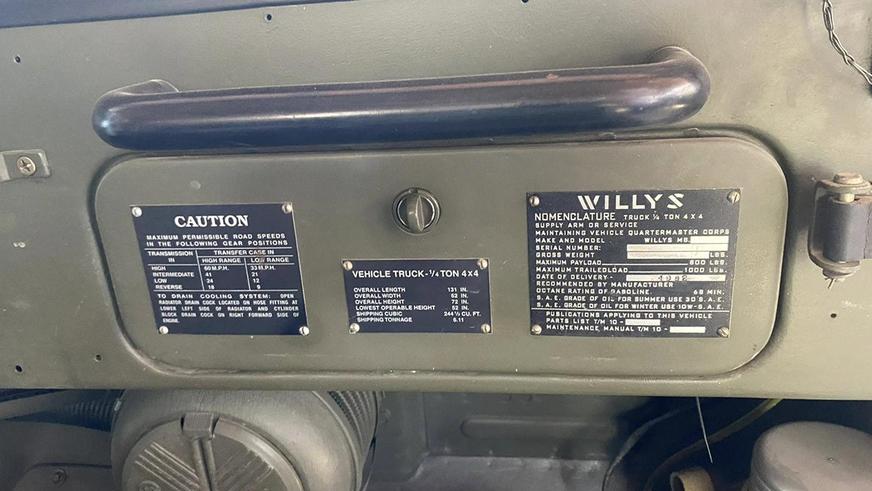 CAUTION
MAXIMUM PERMISSIBLE ROAD SPEEDS
IN THE FOLLOWING GEAR POSITIONS
TRANSMISSION IN TRANSFER CASE IN
HIGH RANGE LOW RANGE
HIGH 60 M.P.H. 33 M.P.H.
INTERMEDIATE 41 21
LOW 24 12
REVERSE 18
TO DRAIN COOLING SYSTEM: OPEN
RADIATOR DRAIN COCK LOCATED ON HOSE FITTING AT
LOWER LEFT SIDE OF RADIATOR AND CYLINDER
BLOCK DRAIN COCK ON RIGHT FORWARD SIDE OF
ENGINE.
VEHICLE TRUCK-¼ TON 4X4
OVERALL LENGTH 131 IN.
OVERALL WIDTH 62 IN.
OVERALL HEIGHT 72 IN.
LOWEST OPERABLE HEIGHT 52 IN.
SHIPPING CUBIC 244 ½ CU. FT.
SHIPPING TONNAGE 6.11
WILLYS
NOMENCLATURE TRUCK ¼ TON 4 X 4
SUPPLY ARM OR SERVICE
MAINTAINING VEHICLE QUARTERMASTER CORPS
MAKE AND MODEL WILLYS MB
SERIAL NUMBER
GROSS WEIGHT LBS.
MAXIMUM PAYLOAD 800 LBS.
MAXIMUM TRAILEDLOAD 1000 LBS.
DATE OF DELIVERY
RECOMMENDED BY MANUFACTURER
OCTANE RATING OF GASOLINE 68 MIN.
S.A.E. GRADE OF OIL FOR SUMMER USE 30 S.A.E.
S.A.E. GRADE OF OIL FOR WINTER USE 10W-S.A.E.
PUBLICATIONS APPLYING TO THIS VEHICLE
PARTS LIST T/M 10 -
MAINTENANCE MANUAL T/M 10 -